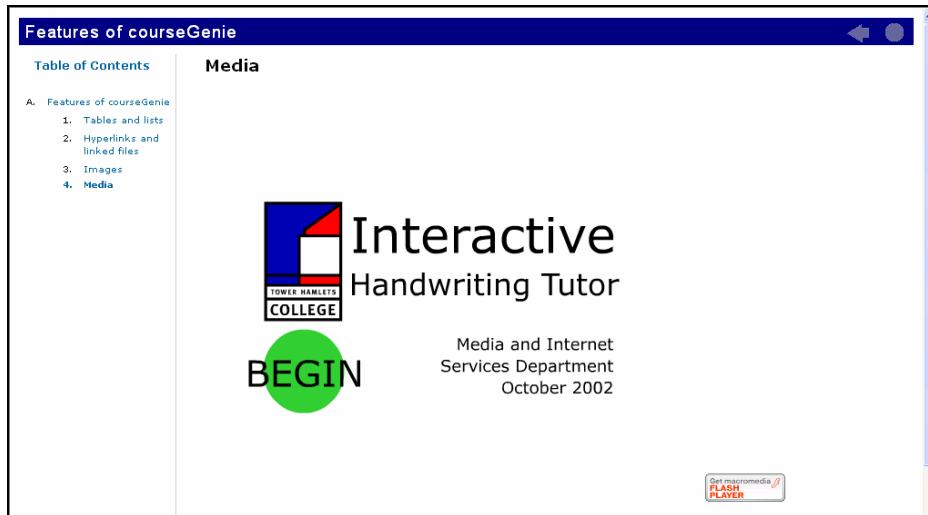 Features of courseGenie
Table of Contents
A. Features of courseGenie
1. Tables and lists
2. Hyperlinks and
linked files
3. Images
4. Media
Media
Interactive
Handwriting Tutor
TOWER HAMLETS
COLLEGE
BEGIN
Media and Internet
Services Department
October 2002
Get macromedia
FLASH
PLAYER